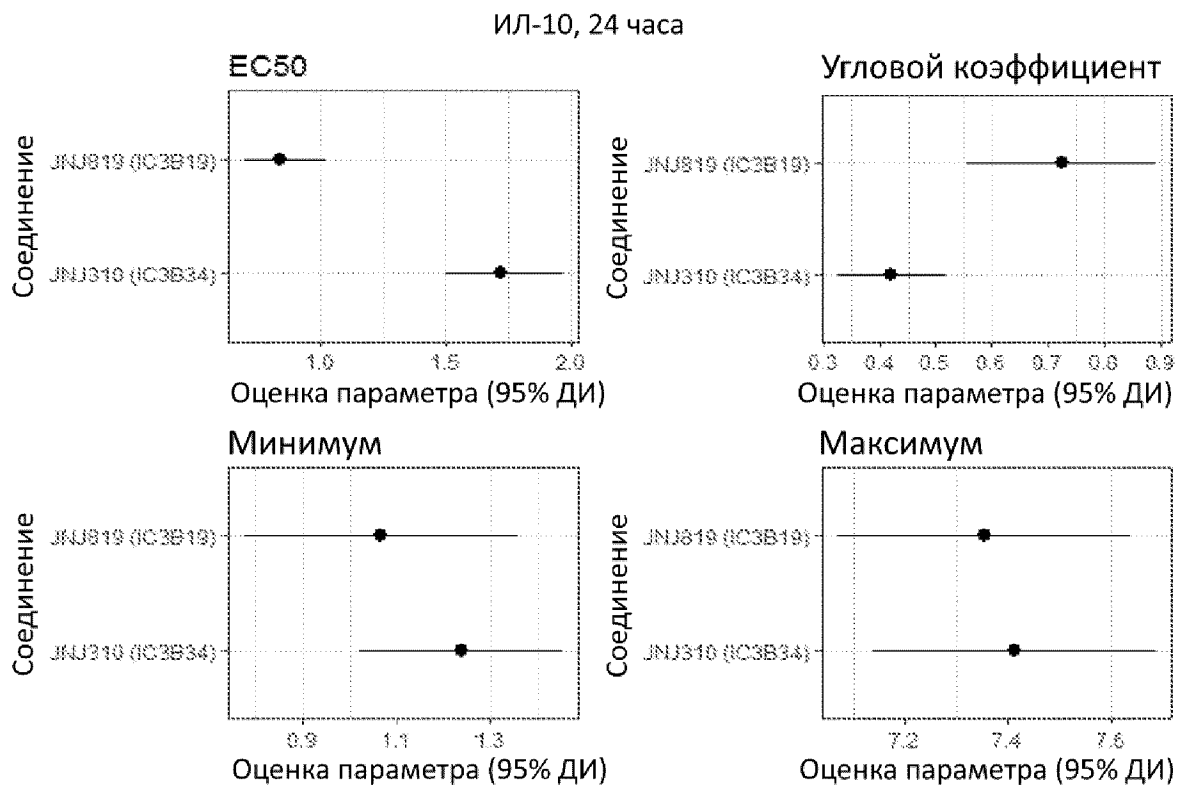 ИЛ-10, 24 часа
EC50
Соединение
JNJ819 (IC3B19)
JNJ310 (IC3B34)
1.0 1.5 2.0
Оценка параметра (95% ДИ)
Угловой коэффициент
Соединение
JNJ819 (IC3B19)
JNJ310 (IC3B34)
0.3 0.4 0.5 0.6 0.7 0.8 0.9
Оценка параметра (95% ДИ)
Минимум
Соединение
JNJ819 (IC3B19)
JNJ310 (IC3B34)
0.9 1.1 1.3
Оценка параметра (95% ДИ)
Максимум
Соединение
JNJ819 (IC3B19)
JNJ310 (IC3B34)
7.2 7.4 7.6
Оценка параметра (95% ДИ)